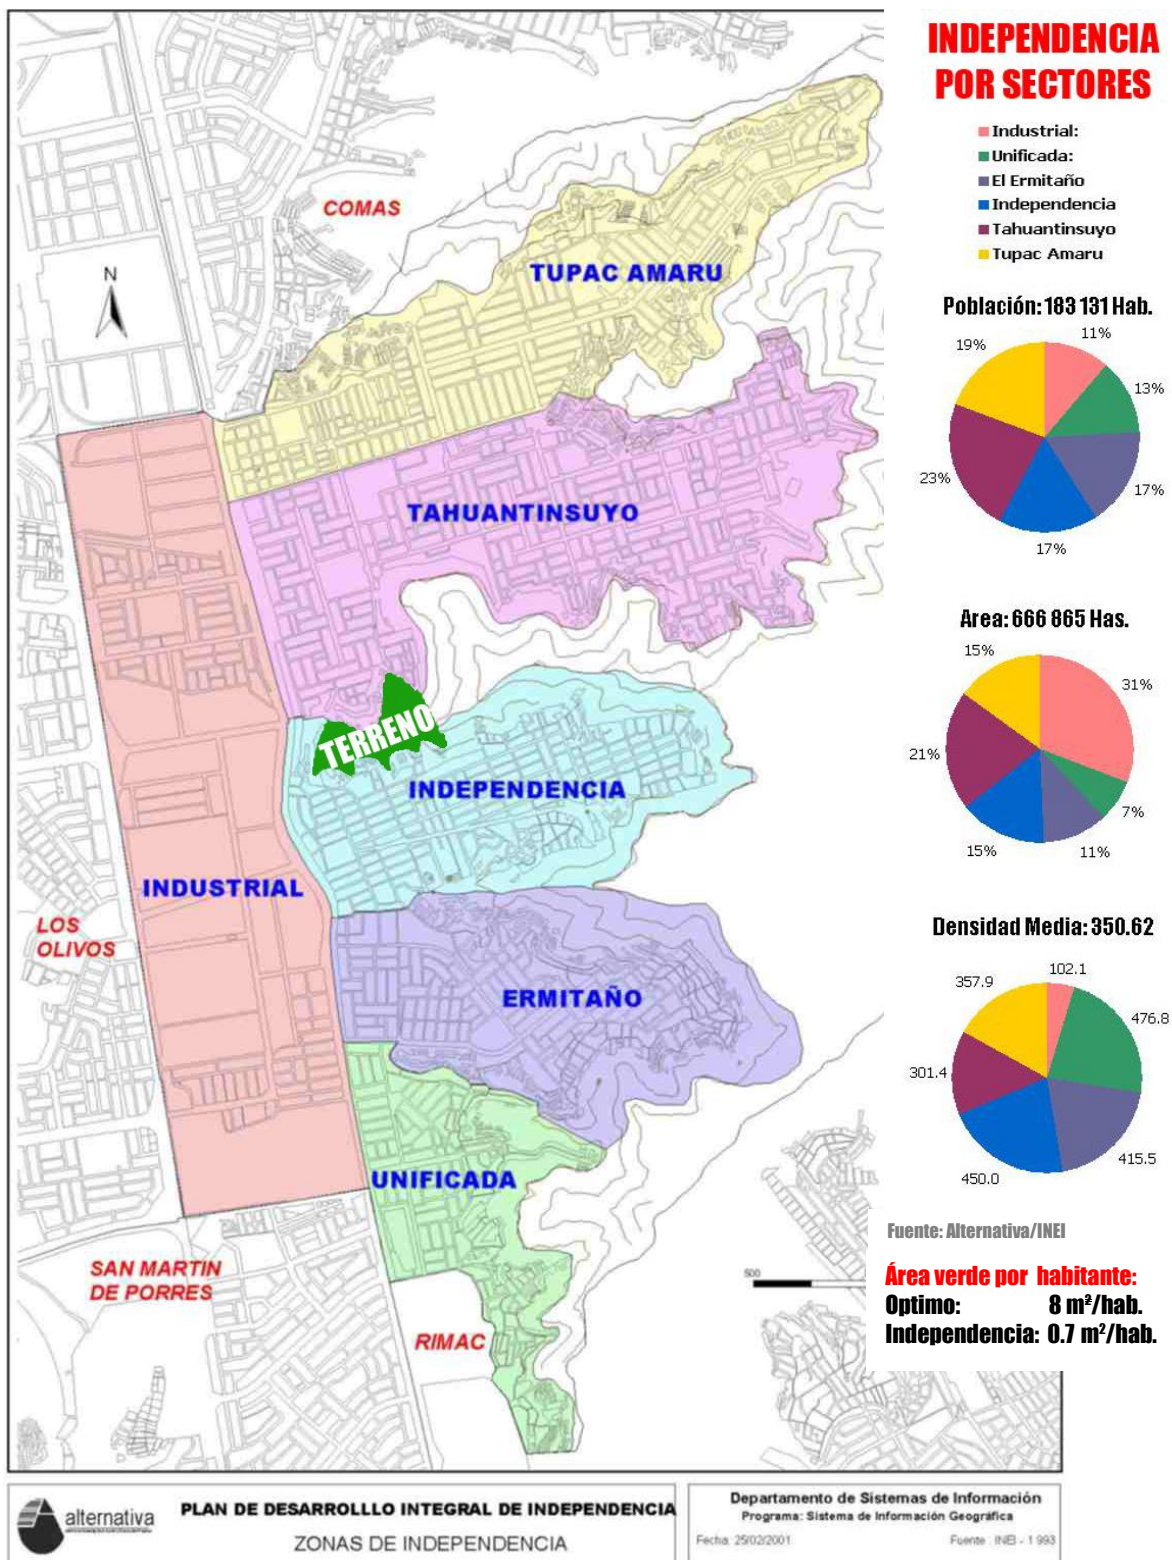 INDEPENDENCIA
POR SECTORES
Industrial:
Unificada:
El Ermitaño
Independencia
Tahuantinsuyo
Tupac Amaru
Población: 183 131 Hab.
11%
13%
17%
17%
23%
19%
Area: 666 865 Has.
31%
7%
11%
15%
21%
15%
Densidad Media: 350.62
102.1
476.8
415.5
450.0
301.4
357.9
Fuente: Alternativa/INEI
Área verde por habitante:
Optimo: 8 m²/hab.
Independencia: 0.7 m²/hab.
COMAS
N
TUPAC AMARU
TAHUANTINSUYO
TERRENO
INDEPENDENCIA
INDUSTRIAL
LOS
OLIVOS
ERMITAÑO
UNIFICADA
SAN MARTIN
DE PORRES
RIMAC
500
alternativa
PLAN DE DESARROLLLO INTEGRAL DE INDEPENDENCIA
ZONAS DE INDEPENDENCIA
Departamento de Sistemas de Información
Programa: Sistema de Información Geográfica
Fecha: 25/02/2001
Fuente : INEI - 1 993